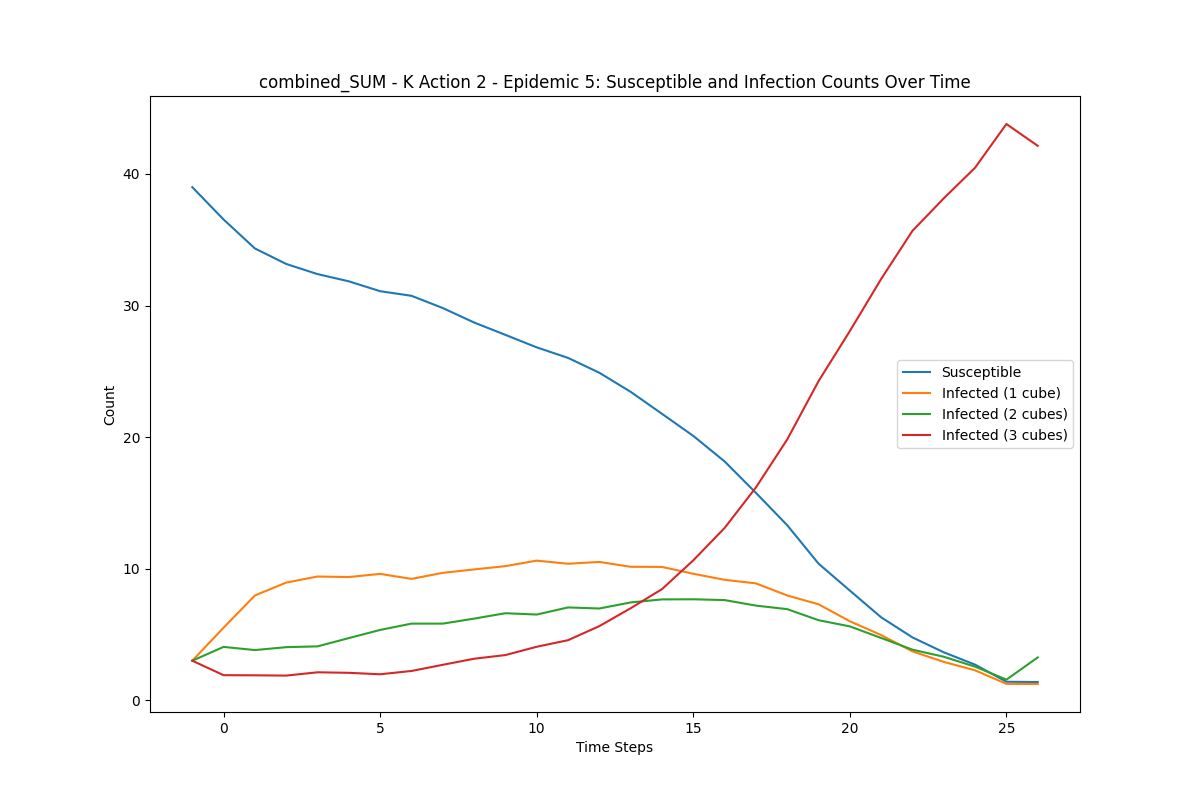 combined_SUM - K Action 2 - Epidemic 5: Susceptible and Infection Counts Over Time
Count
40
30
20
10
0
Susceptible
Infected (1 cube)
Infected (2 cubes)
Infected (3 cubes)
0 5 10 15 20 25
Time Steps